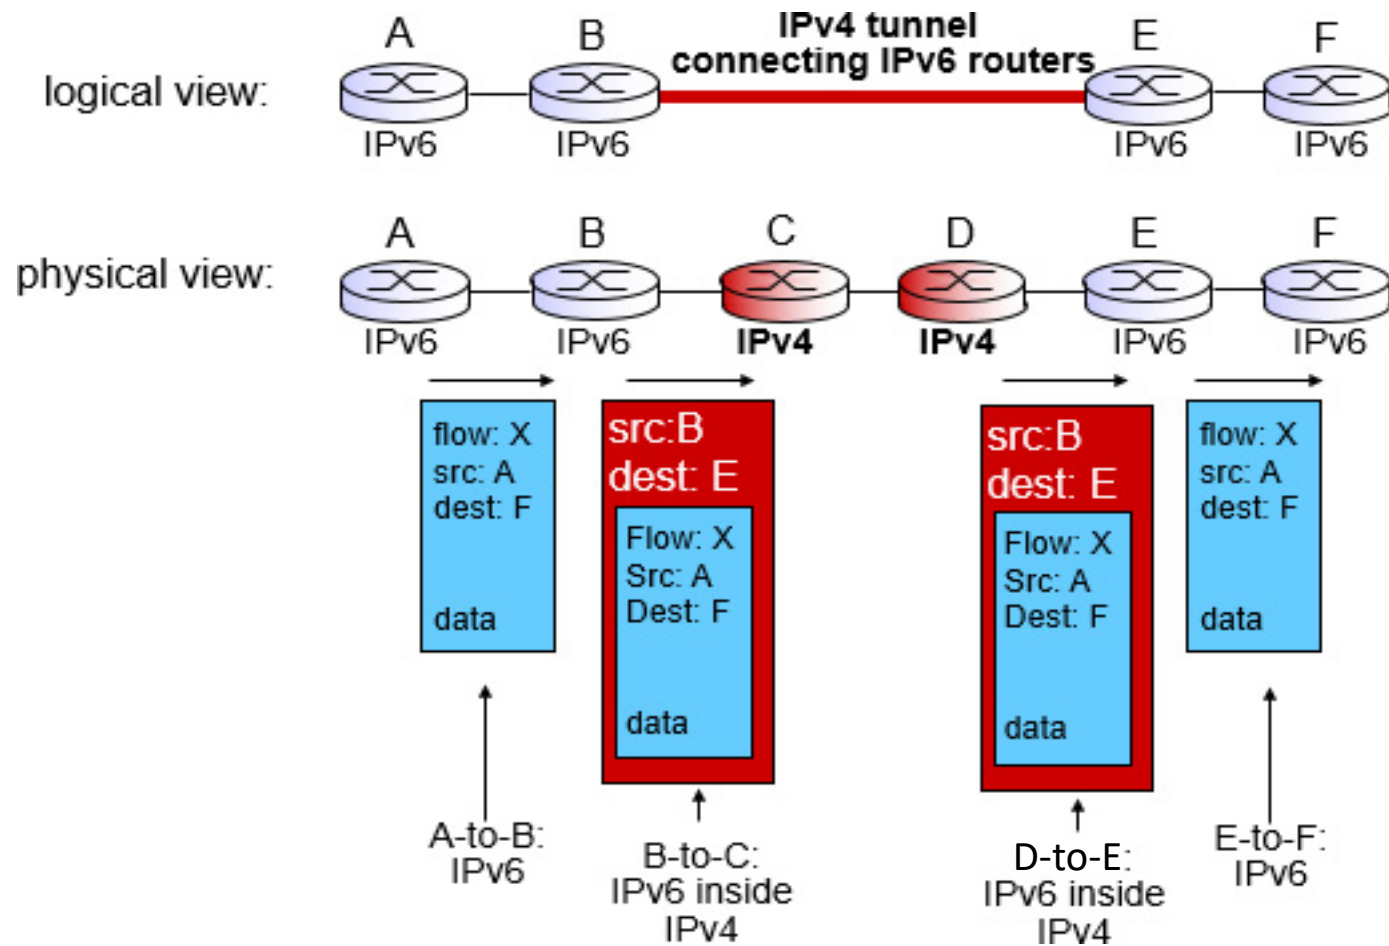 A
B
IPv4 tunnel
connecting IPv6 routers
E
F
logical view:
IPv6
IPv6
IPv6
IPv6
A
B
C
D
E
F
physical view:
IPv6
IPv6
IPv4
IPv4
IPv6
IPv6
flow: X
src: A
dest: F
data
src:B
dest: E
Flow: X
Src: A
Dest: F
data
src:B
dest: E
Flow: X
Src: A
Dest: F
data
flow: X
src: A
dest: F
data
A-to-B:
IPv6
B-to-C:
IPv6 inside
IPv4
D-to-E:
IPv6 inside
IPv4
E-to-F:
IPv6